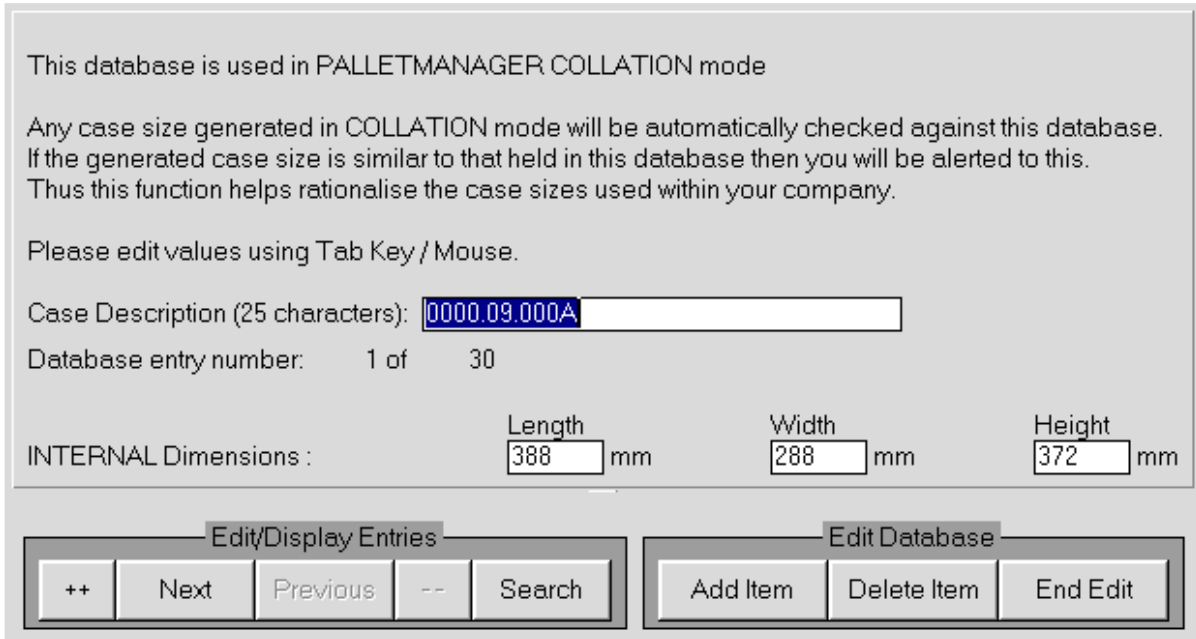 This database is used in PALLETMANAGER COLLATION mode
Any case size generated in COLLATION mode will be automatically checked against this database.
If the generated case size is similar to that held in this database then you will be alerted to this.
Thus this function helps rationalise the case sizes used within your company.
Please edit values using Tab Key / Mouse.
Case Description (25 characters): 0000.09.000A
Database entry number: 1 of 30
Length Width Height
INTERNAL Dimensions : 388 mm 288 mm 372 mm
Edit/Display Entries Edit Database
++ Next Previous -- Search Add Item Delete Item End Edit